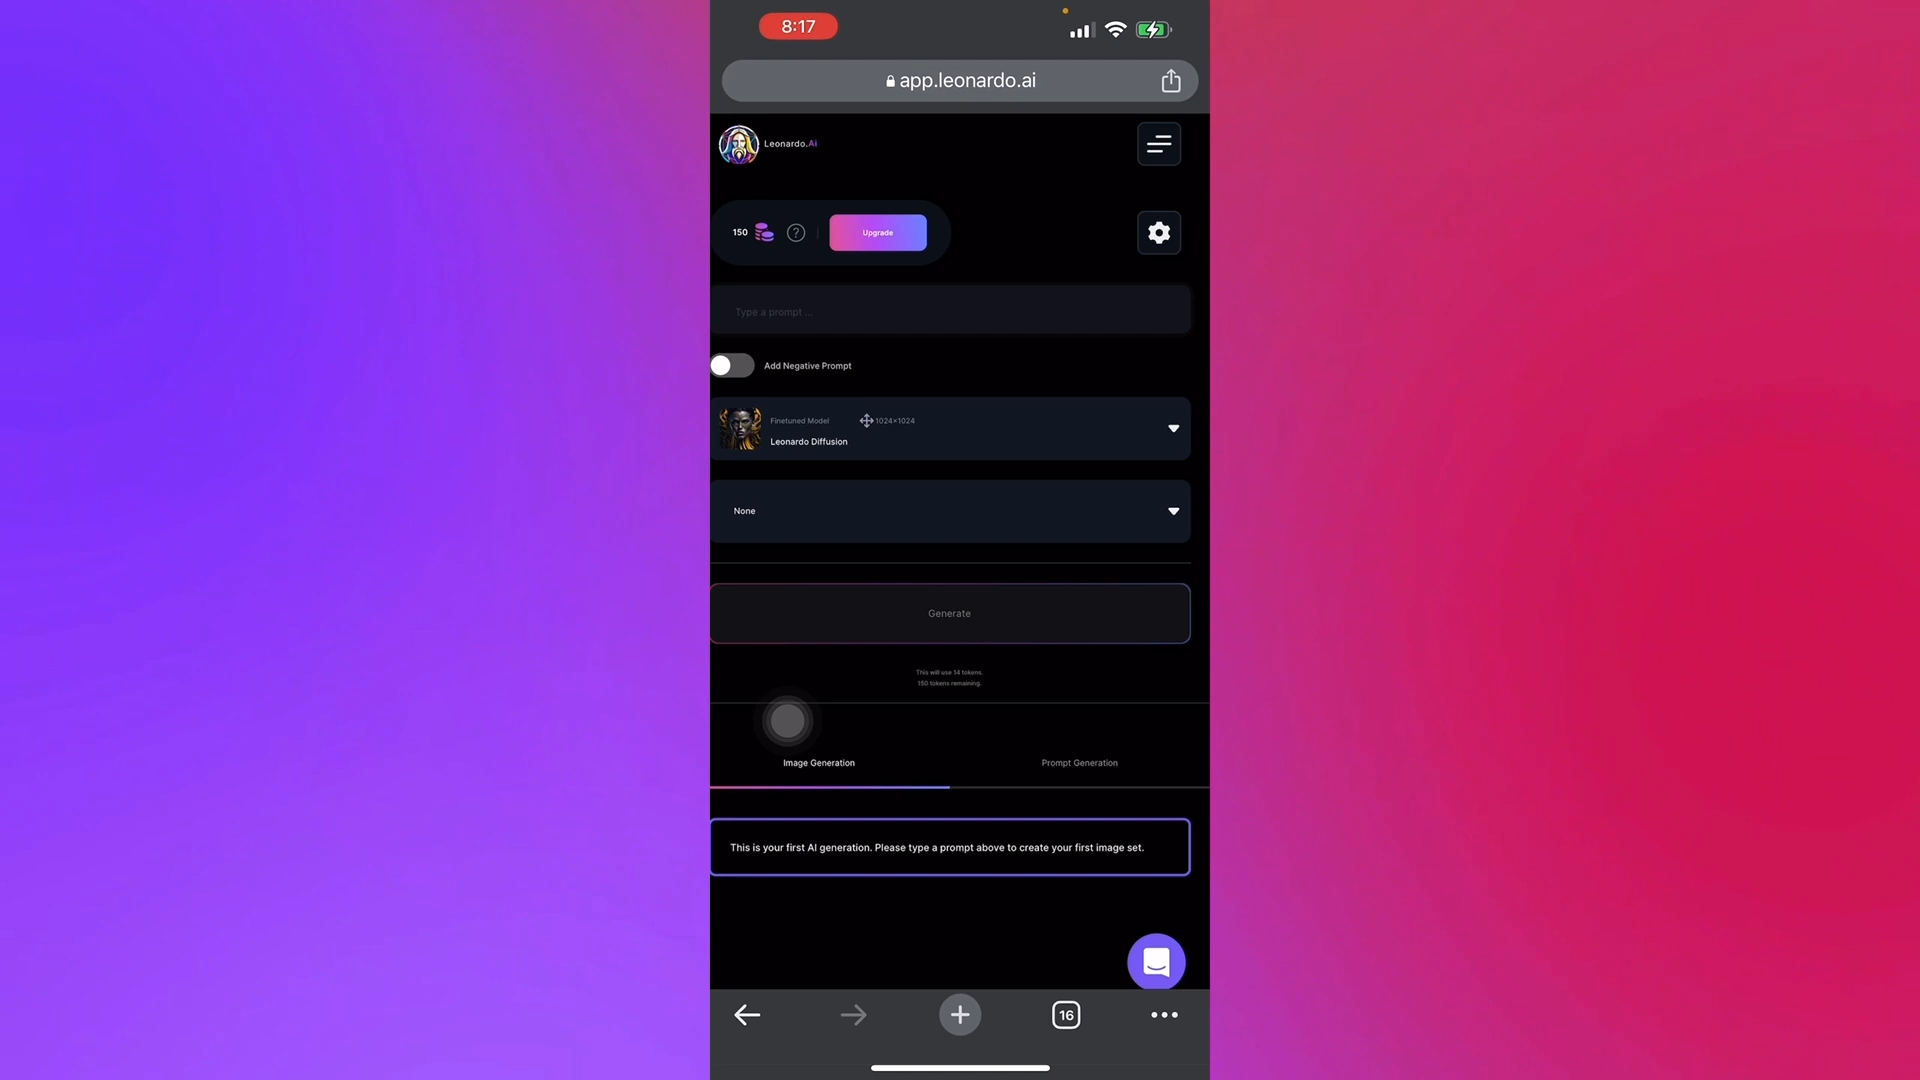 8:17
app.leonardo.ai
Leonardo.Ai
150
?
Upgrade
Type a prompt ...
Add Negative Prompt
Finetuned Model
1024×1024
Leonardo Diffusion
None
Generate
This will use 14 tokens.
150 tokens remaining.
Image Generation
Prompt Generation
This is your first AI generation. Please type a prompt above to create your first image set.
16